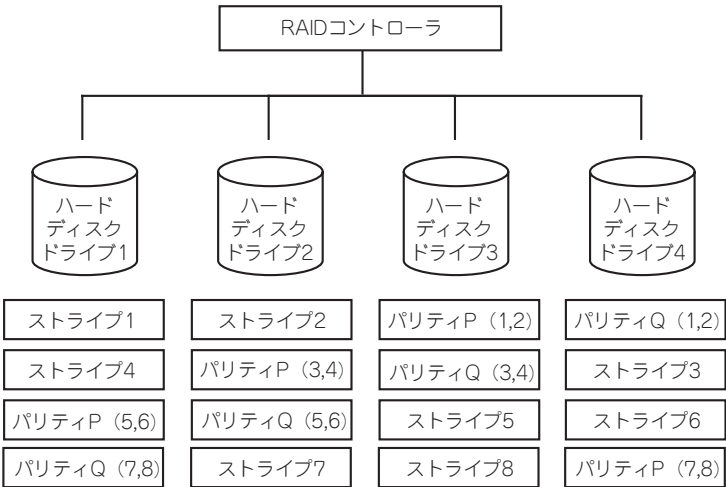 RAIDコントローラ
ハード
ディスク
ドライブ1
ハード
ディスク
ドライブ2
ハード
ディスク
ドライブ3
ハード
ディスク
ドライブ4
ストライプ1
ストライプ2
パリティP（1,2)
パリティQ（1,2)
ストライプ4
パリティP（3,4)
パリティQ（3,4)
ストライプ3
パリティP（5,6)
パリティQ（5,6)
ストライプ5
ストライプ6
パリティQ（7,8)
ストライプ7
ストライプ8
パリティP（7,8)